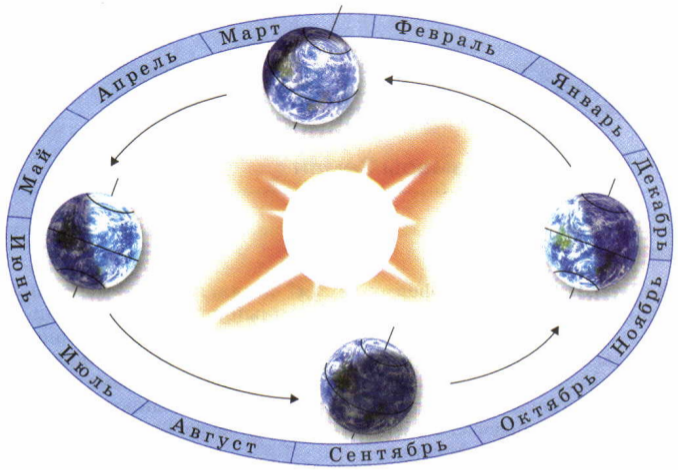 Январь
Февраль
Март
Апрель
Май
Июнь
Июль
Август
Сентябрь
Октябрь
Ноябрь
Декабрь